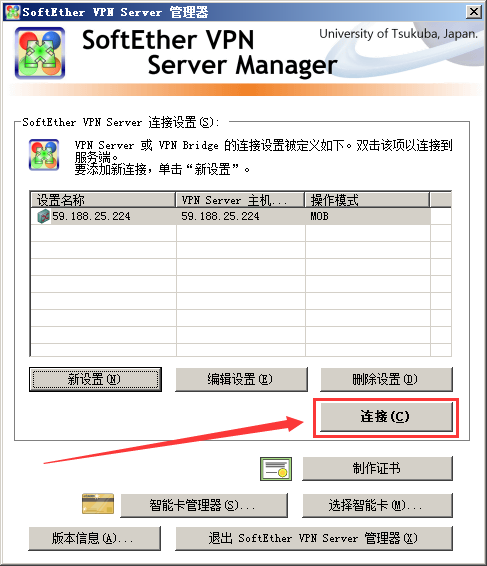 SoftEther VPN Server 管理器
University of Tsukuba, Japan.
SoftEther VPN
Server Manager
SoftEther VPN Server 连接设置(S):
VPN Server 或 VPN Bridge 的连接设置被定义如下。双击该项以连接到
服务端。
要添加新连接，单击“新设置”。
设置名称 VPN Server 主机... 操作模式
59.188.25.224 59.188.25.224 MOB
新设置(N) 编辑设置(E) 删除设置(D)
连接(C)
制作证书
智能卡管理器(S)... 选择智能卡(M)...
版本信息(A)... 退出 SoftEther VPN Server 管理器(X)